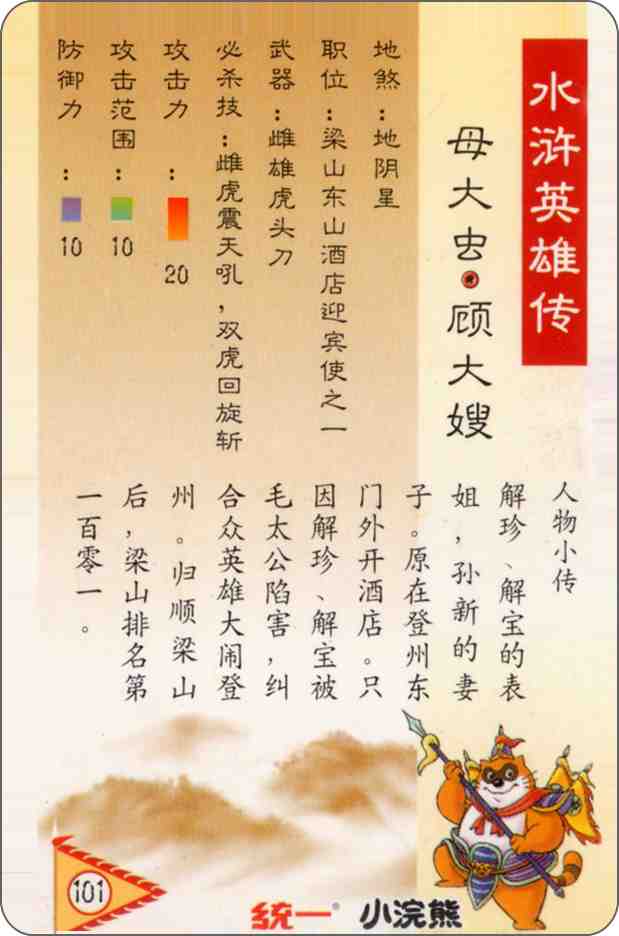 水浒英雄传
母大虫·顾大嫂
地煞：地阴星
职位：梁山东山酒店迎宾使之一
武器：雌雄虎头刀
必杀技：雌虎震天吼，双虎回旋斩
攻击力：20
攻击范围：10
防御力：10
人物小传
解珍、解宝的表
姐，孙新的妻
子。原在登州东
门外开酒店。只
因解珍、解宝被
毛太公陷害，纠
合众英雄大闹登
州。归顺梁山
后，梁山排名第
一百零一。
101
统一® 小浣熊